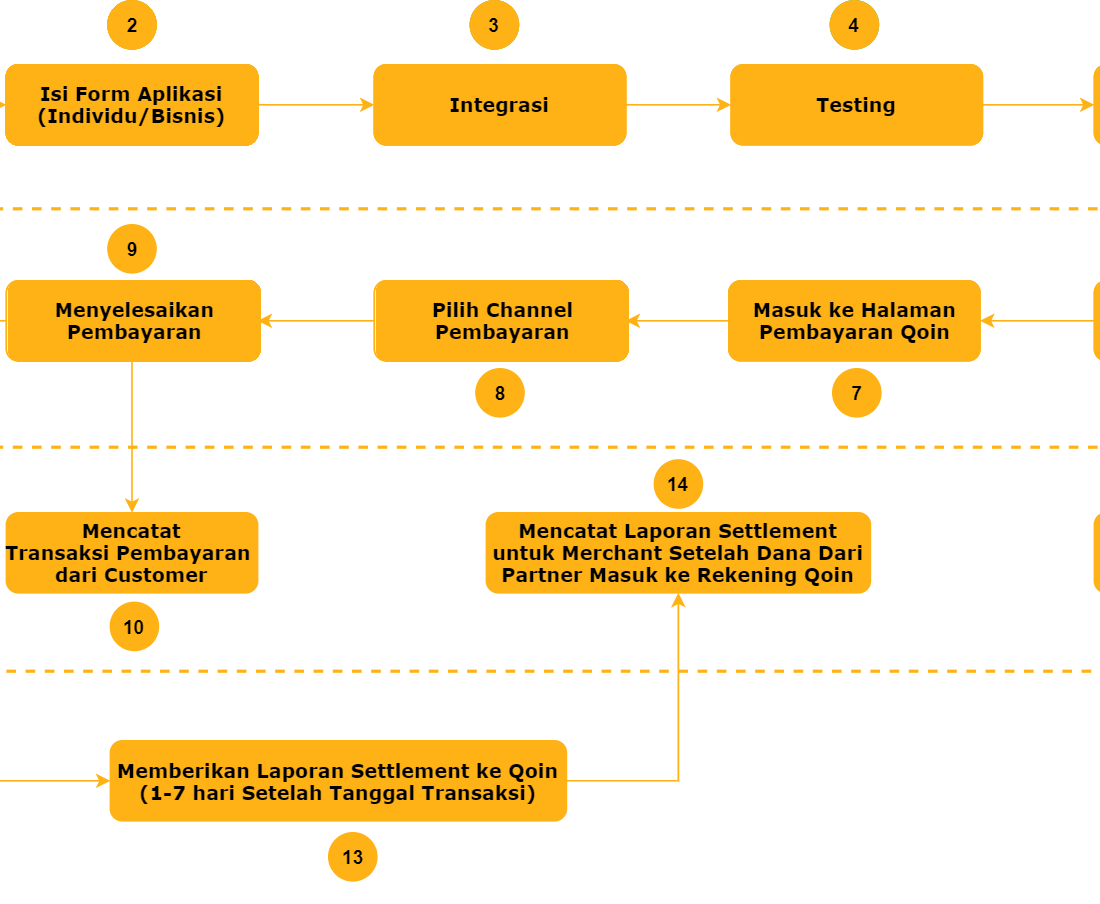 2
3
4
Isi Form Aplikasi
(Individu/Bisnis)
Integrasi
Testing
9
Menyelesaikan
Pembayaran
Pilih Channel
Pembayaran
Masuk ke Halaman
Pembayaran Qoin
8
7
14
Mencatat
Transaksi Pembayaran
dari Customer
Mencatat Laporan Settlement
untuk Merchant Setelah Dana Dari
Partner Masuk ke Rekening Qoin
10
Memberikan Laporan Settlement ke Qoin
(1-7 hari Setelah Tanggal Transaksi)
13